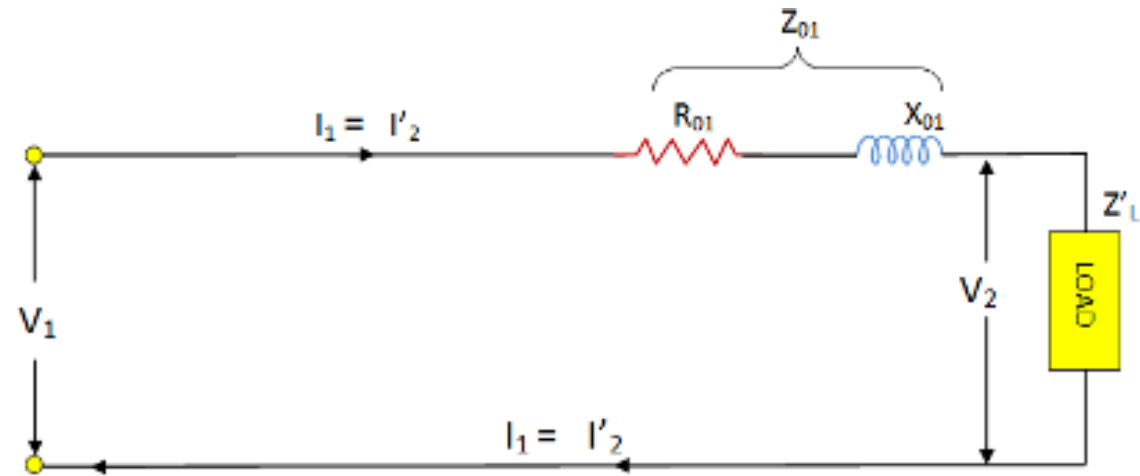 Z₀₁
R₀₁ X₀₁
I₁ = I'₂
Z'L
LOAD
V₂
V₁
I₁ = I'₂